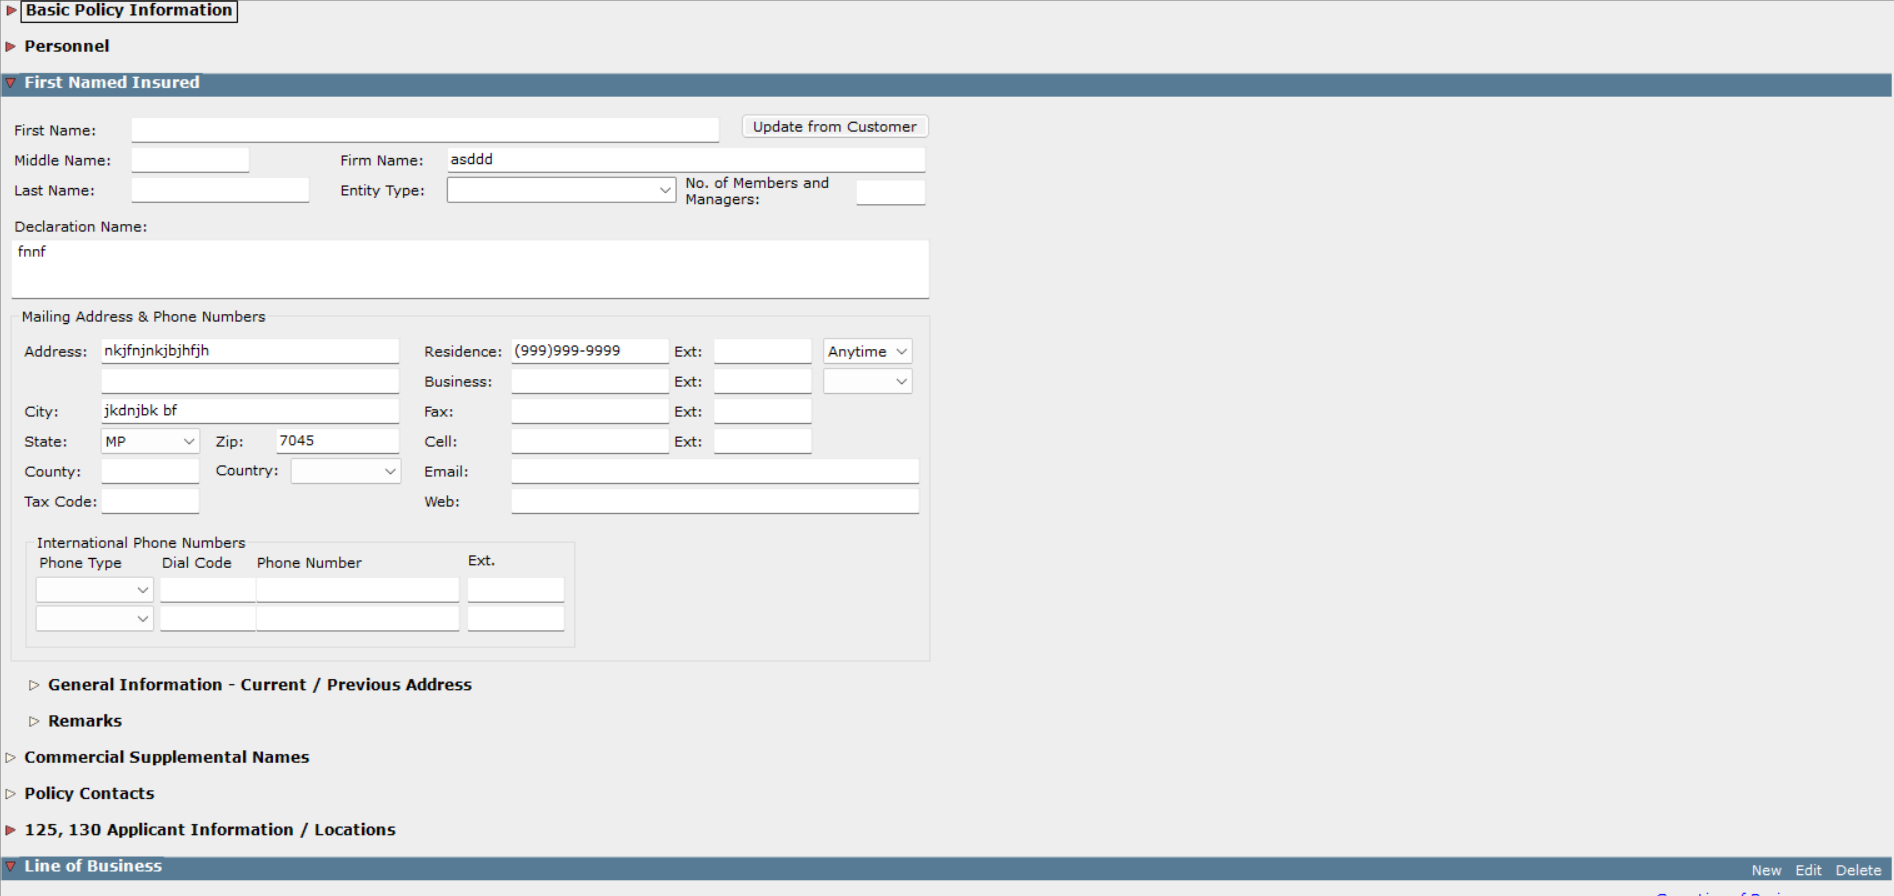 Basic Policy Information
Personnel
First Named Insured
First Name: Update from Customer
Middle Name: Firm Name: asddd
Last Name: Entity Type: No. of Members and Managers:
Declaration Name:
fnnf
Mailing Address & Phone Numbers
Address: nkjfnjnkjbjhfjh Residence: (999)999-9999 Ext: Anytime
Business: Ext:
City: jkdnjbk bf Fax: Ext:
State: MP Zip: 7045 Cell: Ext:
County: Country: Email:
Tax Code: Web:
International Phone Numbers
Phone Type Dial Code Phone Number Ext.
General Information - Current / Previous Address
Remarks
Commercial Supplemental Names
Policy Contacts
125, 130 Applicant Information / Locations
Line of Business New Edit Delete